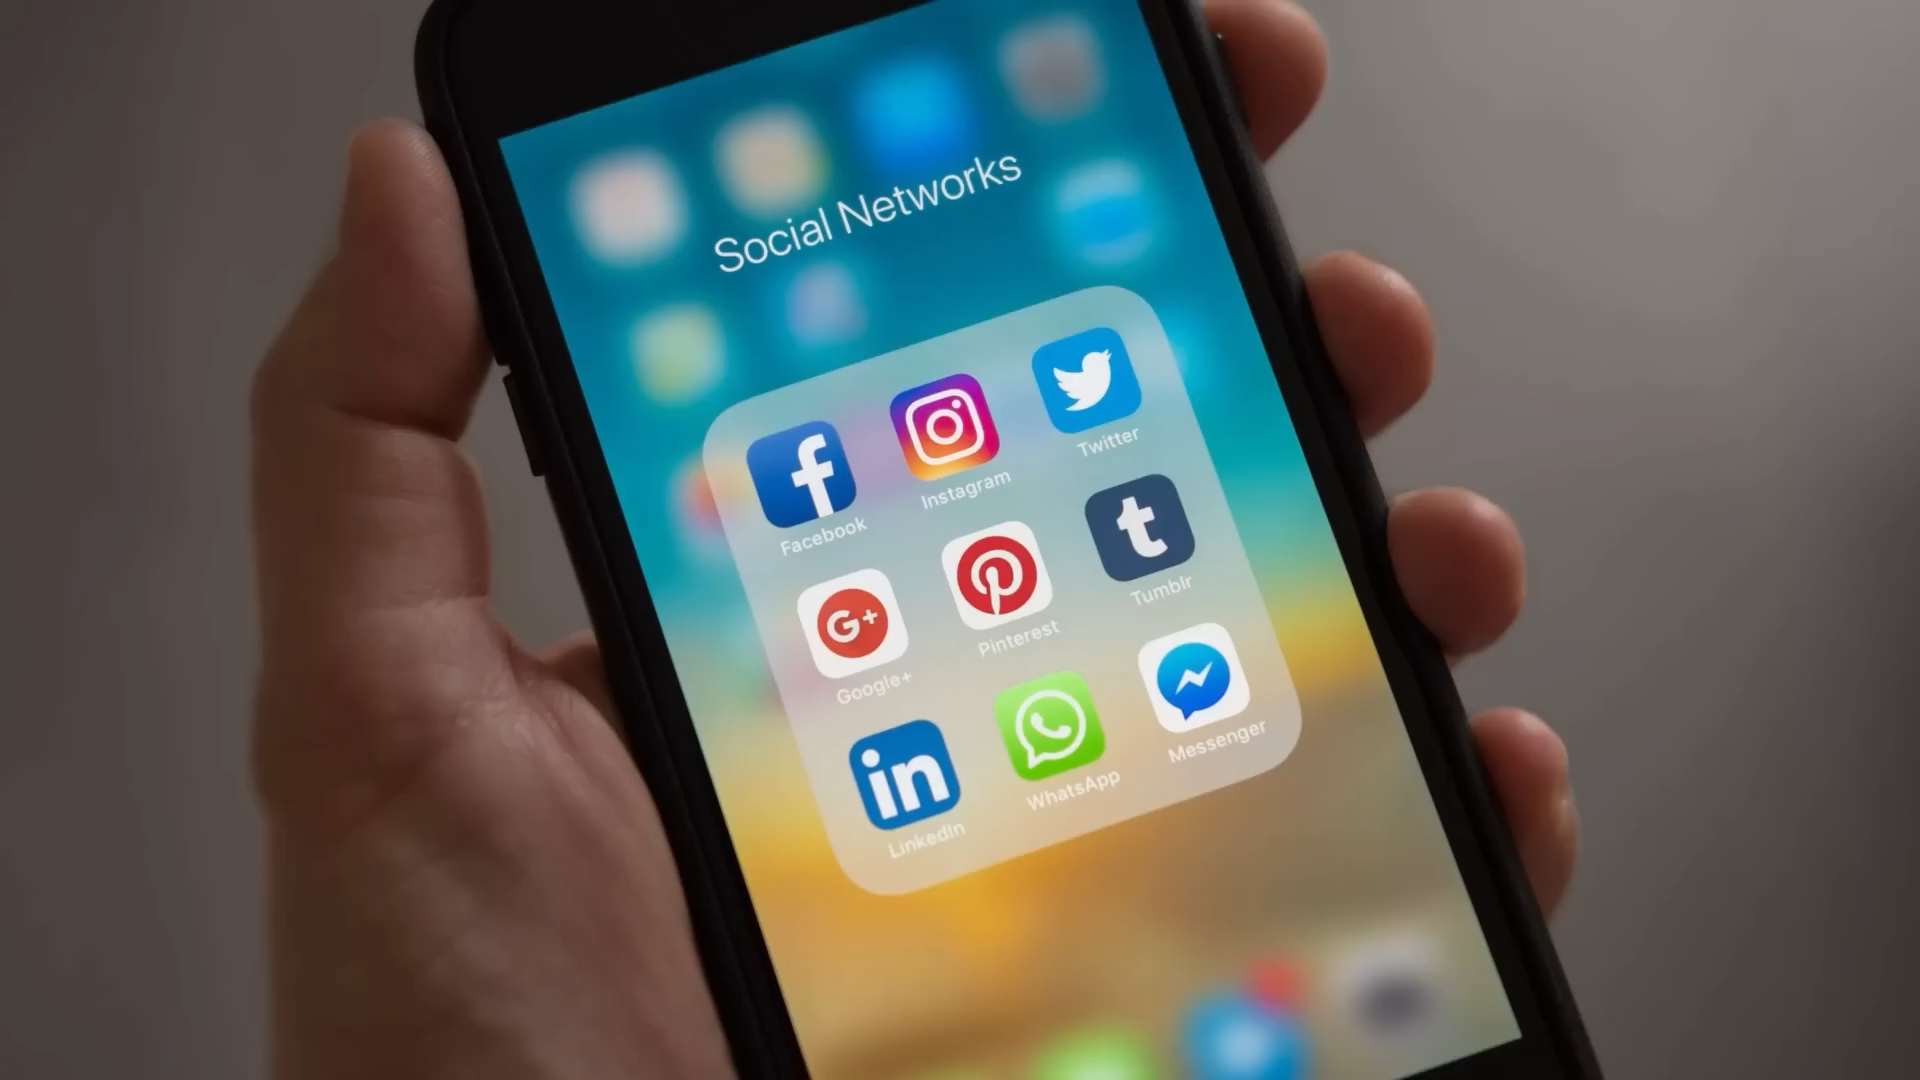 Social Networks
Facebook
Instagram
Twitter
Google+
Pinterest
Tumblr
LinkedIn
WhatsApp
Messenger